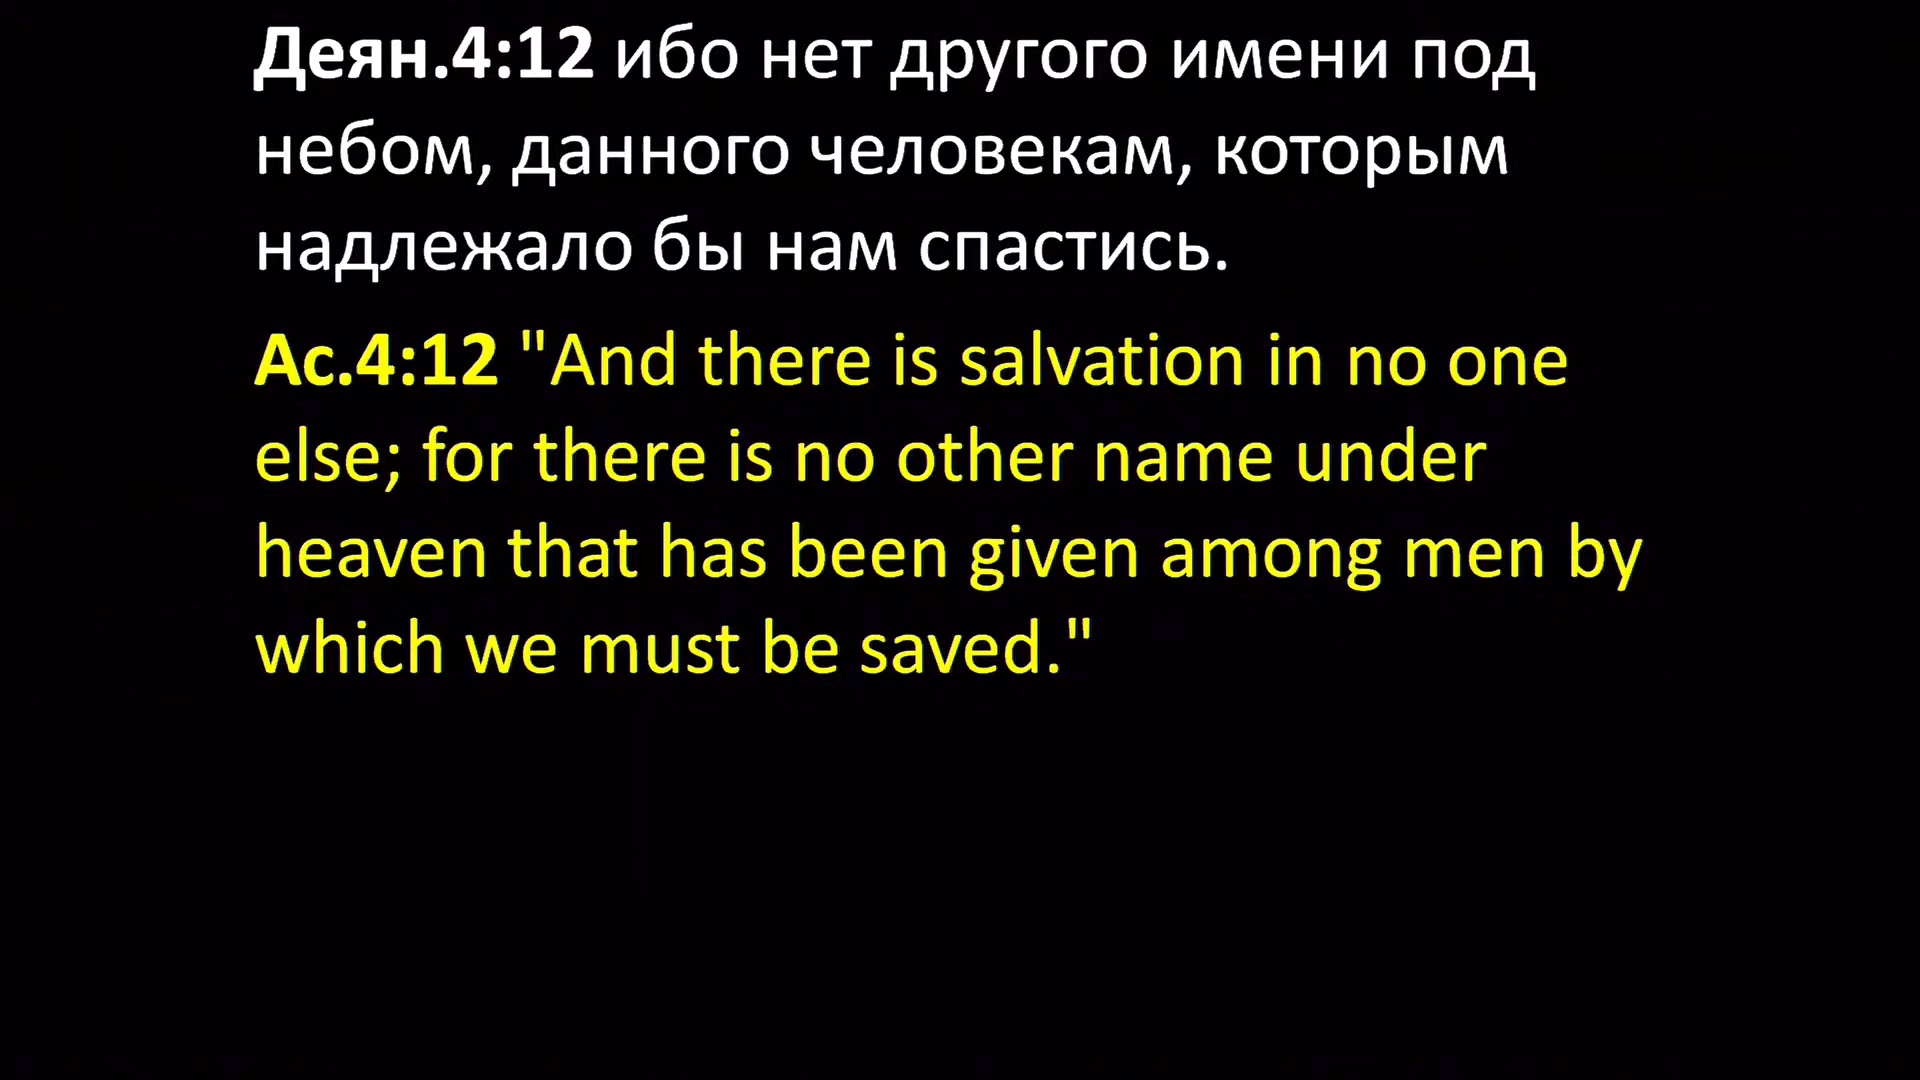 Деян.4:12 ибо нет другого имени под
небом, данного человекам, которым
надлежало бы нам спастись.
Ac.4:12 "And there is salvation in no one
else; for there is no other name under
heaven that has been given among men by
which we must be saved."